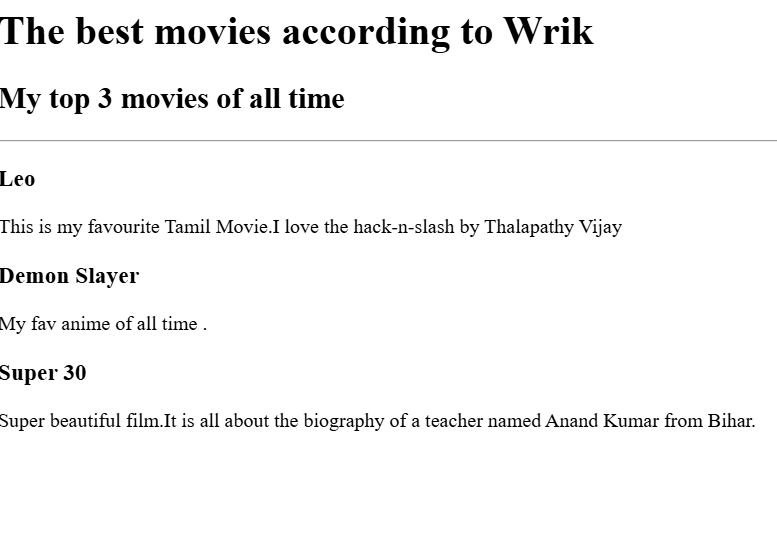 The best movies according to Wrik
My top 3 movies of all time
Leo
This is my favourite Tamil Movie.I love the hack-n-slash by Thalapathy Vijay
Demon Slayer
My fav anime of all time .
Super 30
Super beautiful film.It is all about the biography of a teacher named Anand Kumar from Bihar.